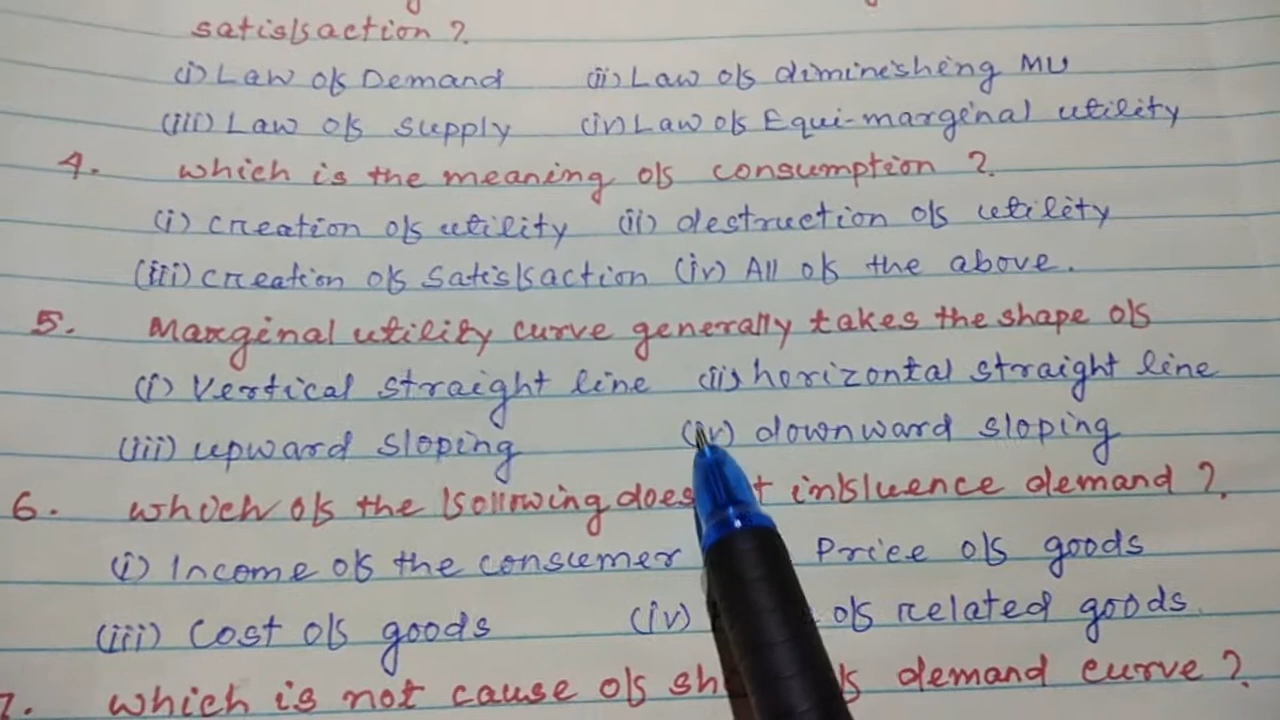 satisfaction ?
(i) Law of Demand (ii) Law of diminesheng MU
(iii) Law of supply (iv) Law of Equi-marginal utility
4. which is the meaning of consumption ?
(i) creation of utility (ii) destruction of utility
(iii) creation of satisfaction (iv) All of the above.
5. Marginal utility curve generally takes the shape of
(i) Vertical straight line (ii) horizontal straight line
(iii) upward sloping (iv) downward sloping
6. which of the following does t influence demand ?
(i) Income of the consumer Price of goods
(iii) Cost of goods (iv) of related goods.
7. which is not cause of sh demand curve ?